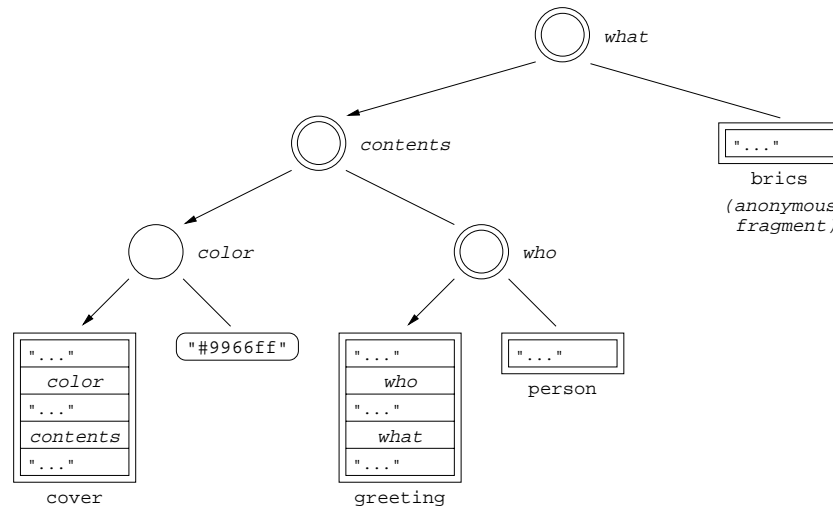 what
contents
"..."
brics
(anonymous
fragment)
color
who
"..."
color
"..."
contents
"..."
cover
"#9966ff"
"..."
who
"..."
what
"..."
greeting
"..."
person